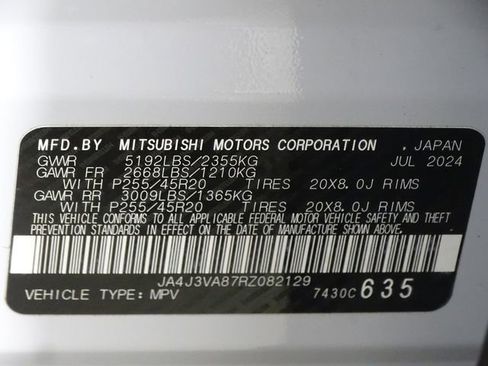 MFD.BY MITSUBISHI MOTORS CORPORATION , JAPAN
GVWR 5192LBS/2355KG JUL 2024
GAWR FR 2668LBS/1210KG
WITH P255/45R20 TIRES 20X8.0J RIMS
GAWR RR 3009LBS/1365KG
WITH P255/45R20 TIRES 20X8.0J RIMS
THIS VEHICLE CONFORMS TO ALL APPLICABLE FEDERAL MOTOR VEHICLE SAFETY AND THEFT
PREVENTION STANDARDS IN EFFECT ON THE DATE OF MANUFACTURE SHOWN ABOVE.
JA4J3VA87RZ082129
VEHICLE TYPE: MPV 7430C 635